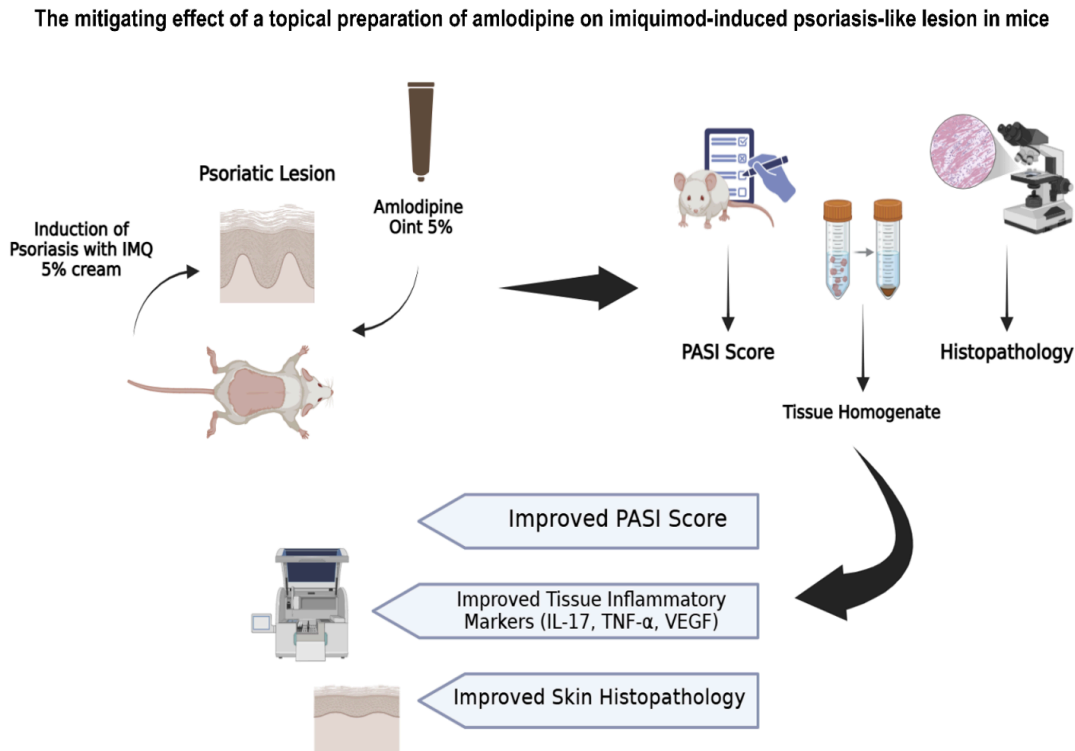 The mitigating effect of a topical preparation of amlodipine on imiquimod-induced psoriasis-like lesion in mice
Psoriatic Lesion
Amlodipine
Oint 5%
Induction of
Psoriasis with IMQ
5% cream
PASI Score
Histopathology
Tissue Homogenate
Improved PASI Score
Improved Tissue Inflammatory
Markers (IL-17, TNF-α, VEGF)
Improved Skin Histopathology